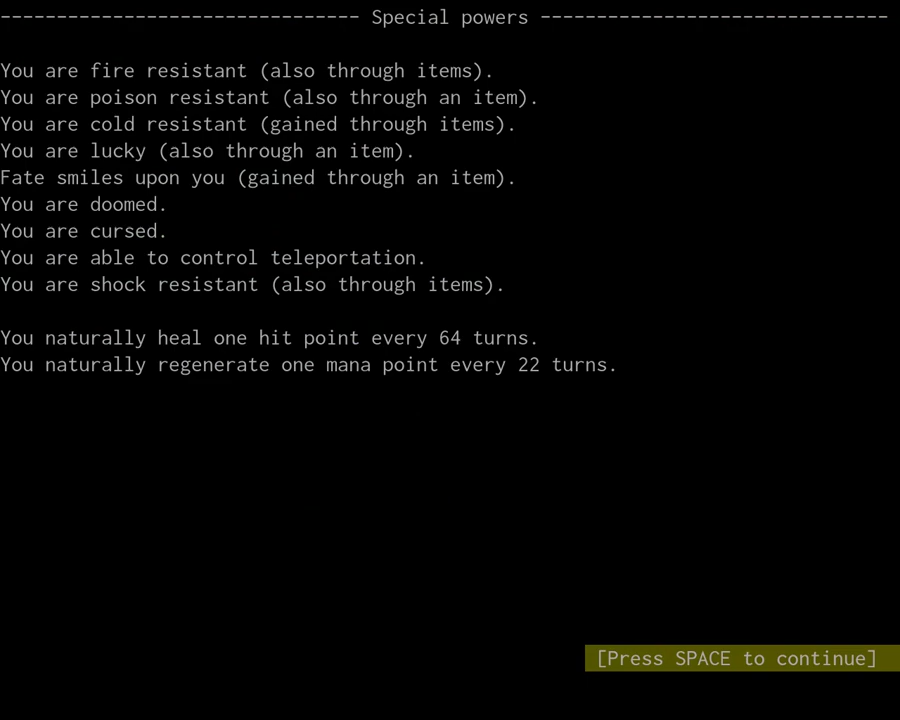 -------------------------------- Special powers -------------------------------
You are fire resistant (also through items).
You are poison resistant (also through an item).
You are cold resistant (gained through items).
You are lucky (also through an item).
Fate smiles upon you (gained through an item).
You are doomed.
You are cursed.
You are able to control teleportation.
You are shock resistant (also through items).
You naturally heal one hit point every 64 turns.
You naturally regenerate one mana point every 22 turns.
[Press SPACE to continue]